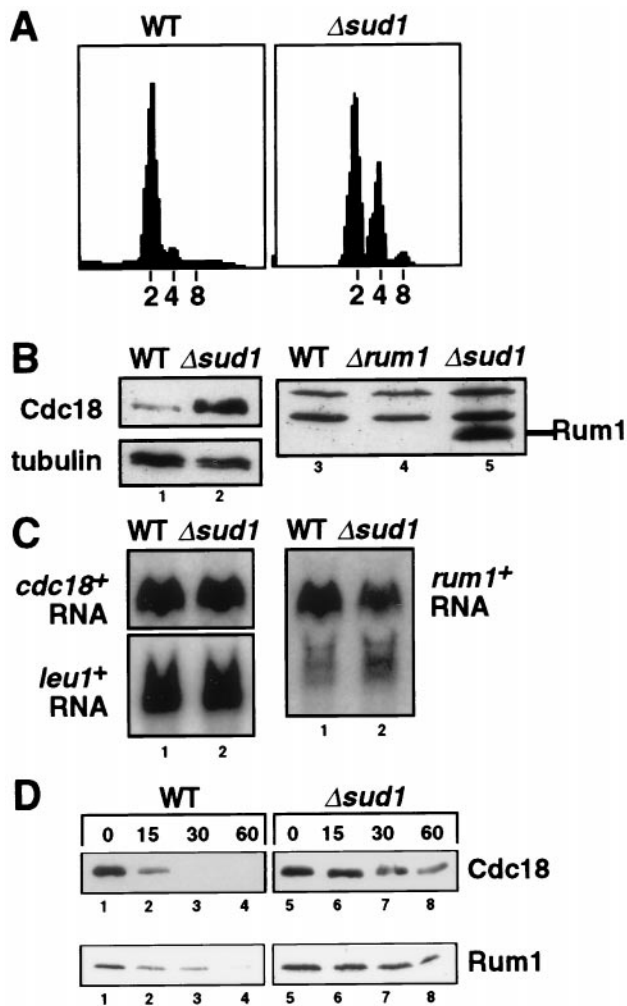 A
WT Δsud1
2 4 8 2 4 8
B
WT Δsud1 WT Δrum1 Δsud1
Cdc18
Rum1
tubulin
1 2 3 4 5
C
WT Δsud1 WT Δsud1
cdc18+
RNA
rum1+
RNA
leu1+
RNA
1 2 1 2
D
WT Δsud1
0 15 30 60 0 15 30 60
Cdc18
1 2 3 4 5 6 7 8
Rum1
1 2 3 4 5 6 7 8